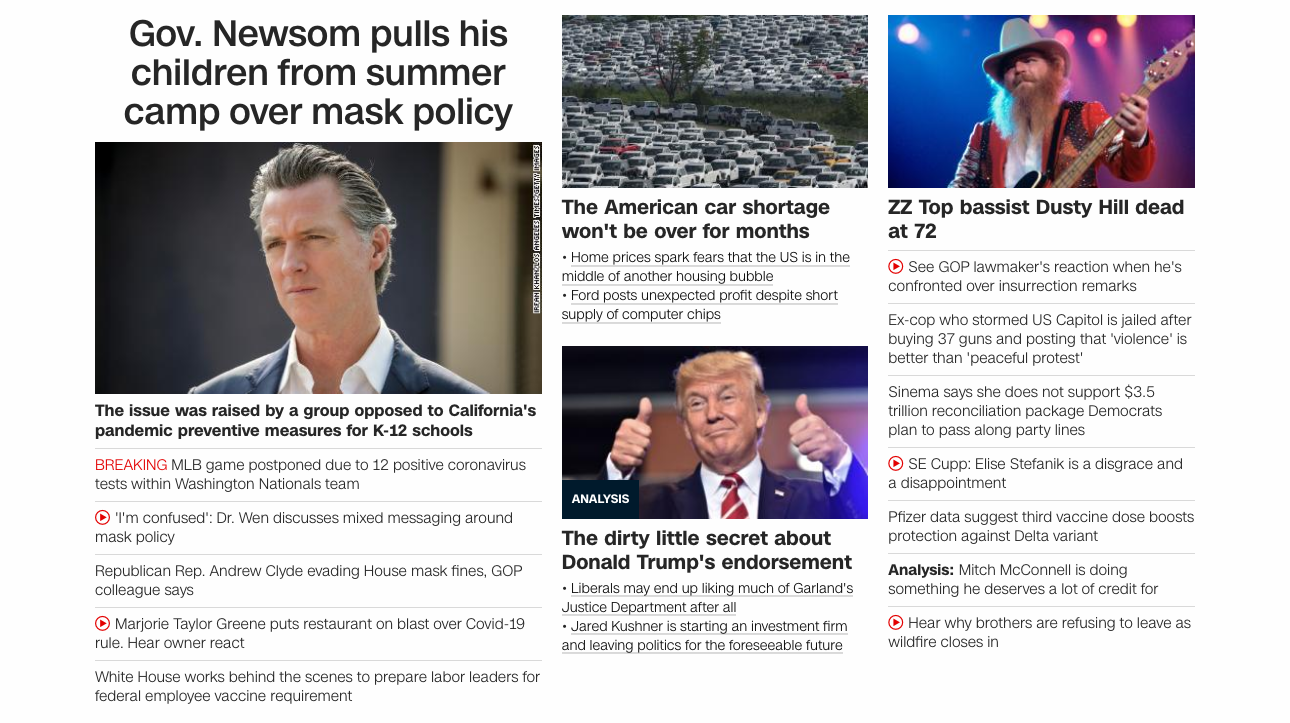 Gov. Newsom pulls his
children from summer
camp over mask policy
IRFAN KHAN/LOS ANGELES TIMES/GETTY IMAGES
The issue was raised by a group opposed to California's
pandemic preventive measures for K-12 schools
BREAKING MLB game postponed due to 12 positive coronavirus
tests within Washington Nationals team
'I'm confused': Dr. Wen discusses mixed messaging around
mask policy
Republican Rep. Andrew Clyde evading House mask fines, GOP
colleague says
Marjorie Taylor Greene puts restaurant on blast over Covid-19
rule. Hear owner react
White House works behind the scenes to prepare labor leaders for
federal employee vaccine requirement
The American car shortage
won't be over for months
• Home prices spark fears that the US is in the
middle of another housing bubble
• Ford posts unexpected profit despite short
supply of computer chips
ANALYSIS
The dirty little secret about
Donald Trump's endorsement
• Liberals may end up liking much of Garland's
Justice Department after all
• Jared Kushner is starting an investment firm
and leaving politics for the foreseeable future
ZZ Top bassist Dusty Hill dead
at 72
See GOP lawmaker's reaction when he's
confronted over insurrection remarks
Ex-cop who stormed US Capitol is jailed after
buying 37 guns and posting that 'violence' is
better than 'peaceful protest'
Sinema says she does not support $3.5
trillion reconciliation package Democrats
plan to pass along party lines
SE Cupp: Elise Stefanik is a disgrace and
a disappointment
Pfizer data suggest third vaccine dose boosts
protection against Delta variant
Analysis: Mitch McConnell is doing
something he deserves a lot of credit for
Hear why brothers are refusing to leave as
wildfire closes in